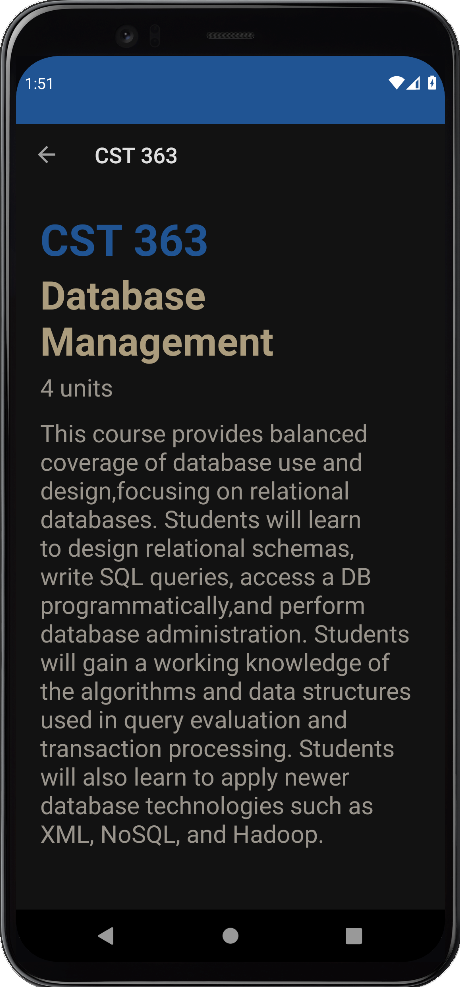 1:51
CST 363
CST 363
Database
Management
4 units
This course provides balanced
coverage of database use and
design,focusing on relational
databases. Students will learn
to design relational schemas,
write SQL queries, access a DB
programmatically,and perform
database administration. Students
will gain a working knowledge of
the algorithms and data structures
used in query evaluation and
transaction processing. Students
will also learn to apply newer
database technologies such as
XML, NoSQL, and Hadoop.